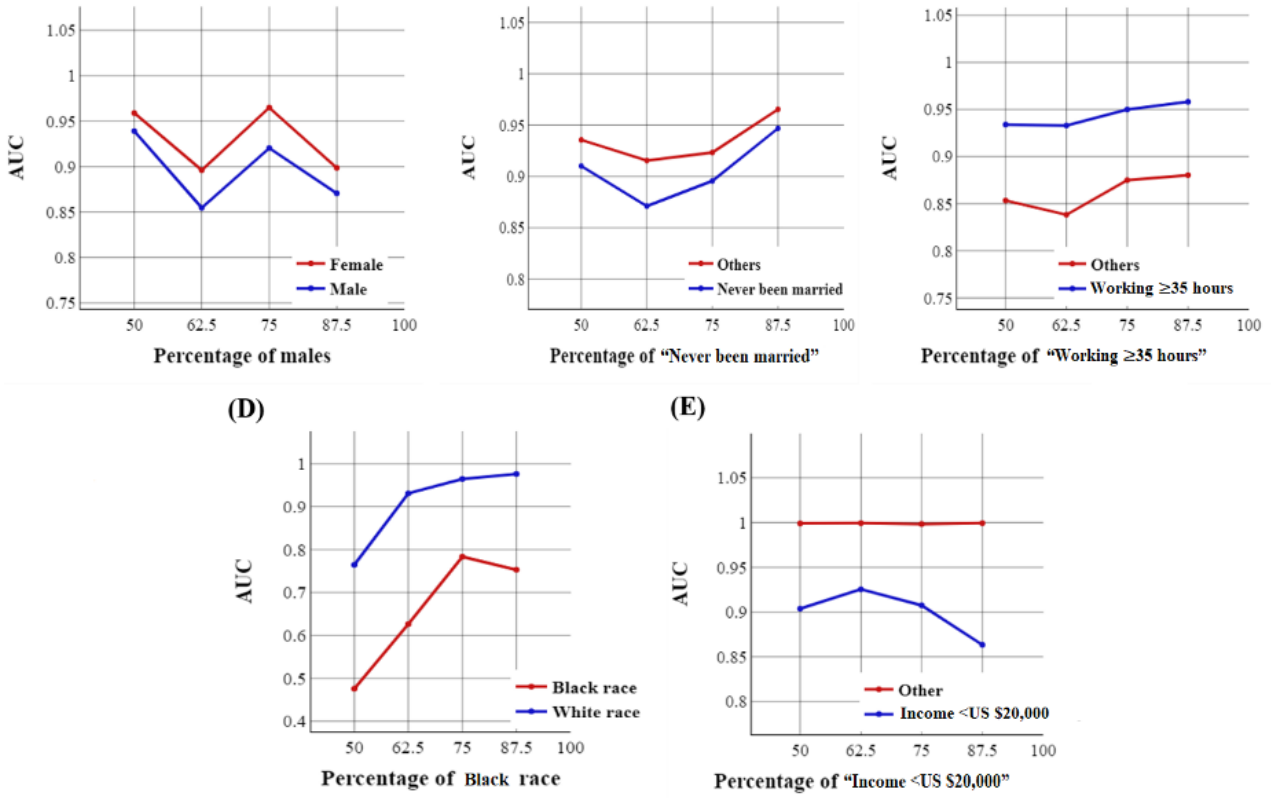 1.05
1
0.95
0.9
0.85
0.8
0.75
AUC
Female
Male
50 62.5 75 87.5 100
Percentage of males
1.05
1
0.95
0.9
0.85
0.8
AUC
Others
Never been married
50 62.5 75 87.5 100
Percentage of “Never been married”
1.05
1
0.95
0.9
0.85
0.8
0.75
AUC
Others
Working ≥35 hours
50 62.5 75 87.5 100
Percentage of “Working ≥35 hours”
(D)
1
0.9
0.8
0.7
0.6
0.5
0.4
AUC
Black race
White race
50 62.5 75 87.5 100
Percentage of Black race
(E)
1.05
1
0.95
0.9
0.85
0.8
AUC
Other
Income <US $20,000
50 62.5 75 87.5 100
Percentage of “Income <US $20,000”